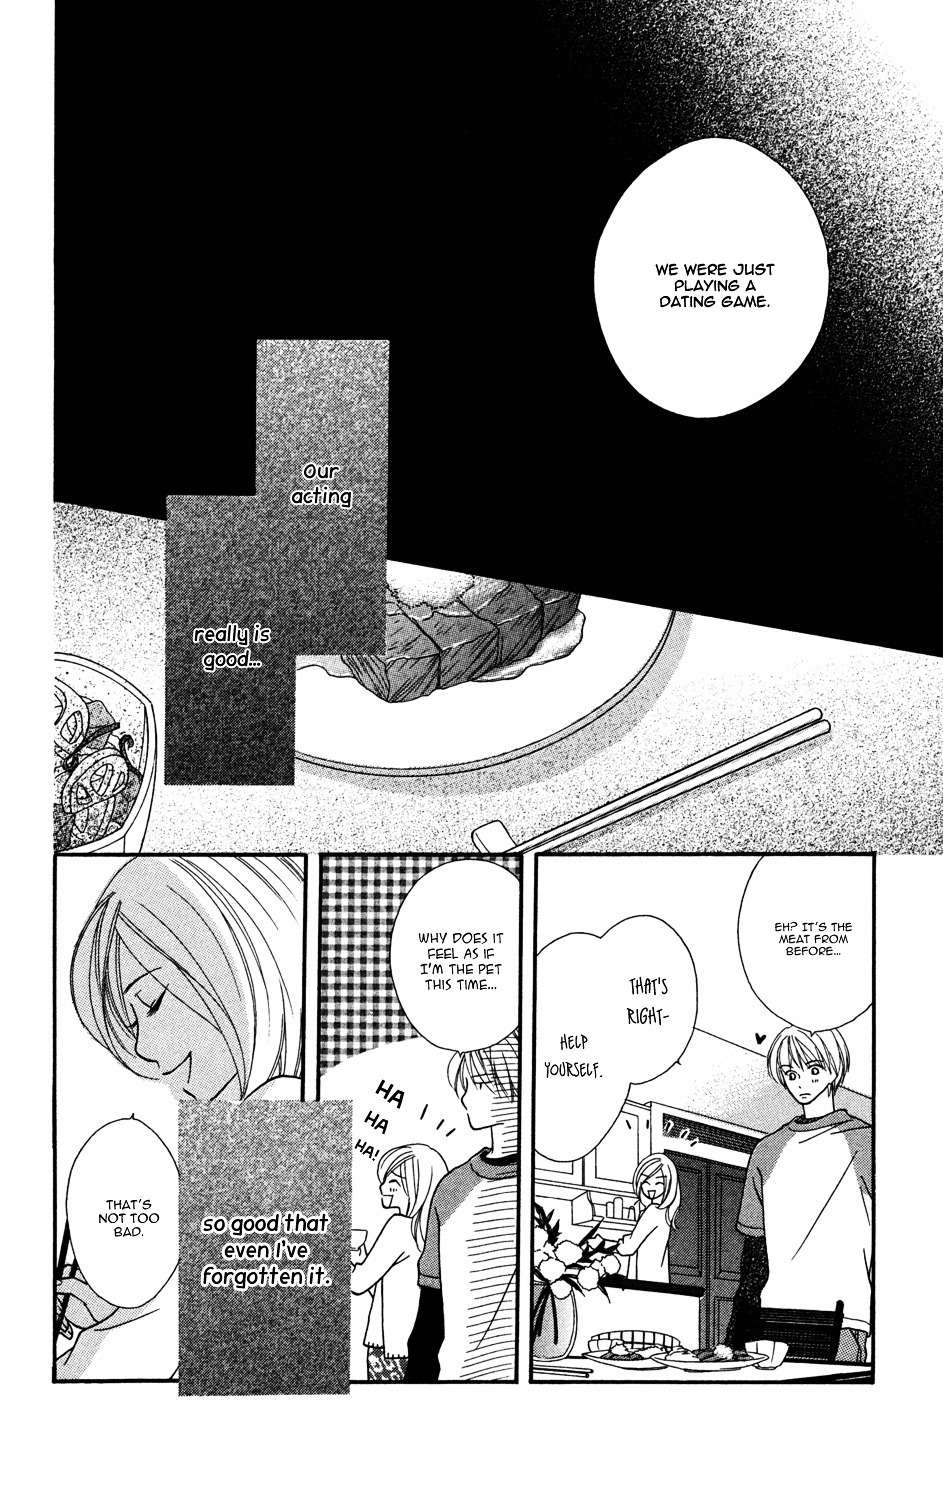 WE WERE JUST
PLAYING A
DATING GAME.
Our
acting
really is
good...
EH? IT'S THE
MEAT FROM
BEFORE...
THAT'S
RIGHT-
HELP
YOURSELF.
WHY DOES IT
FEEL AS IF
I'M THE PET
THIS TIME...
HA
HA
HA!
so good that
even I've
forgotten it.
THAT'S
NOT TOO
BAD.